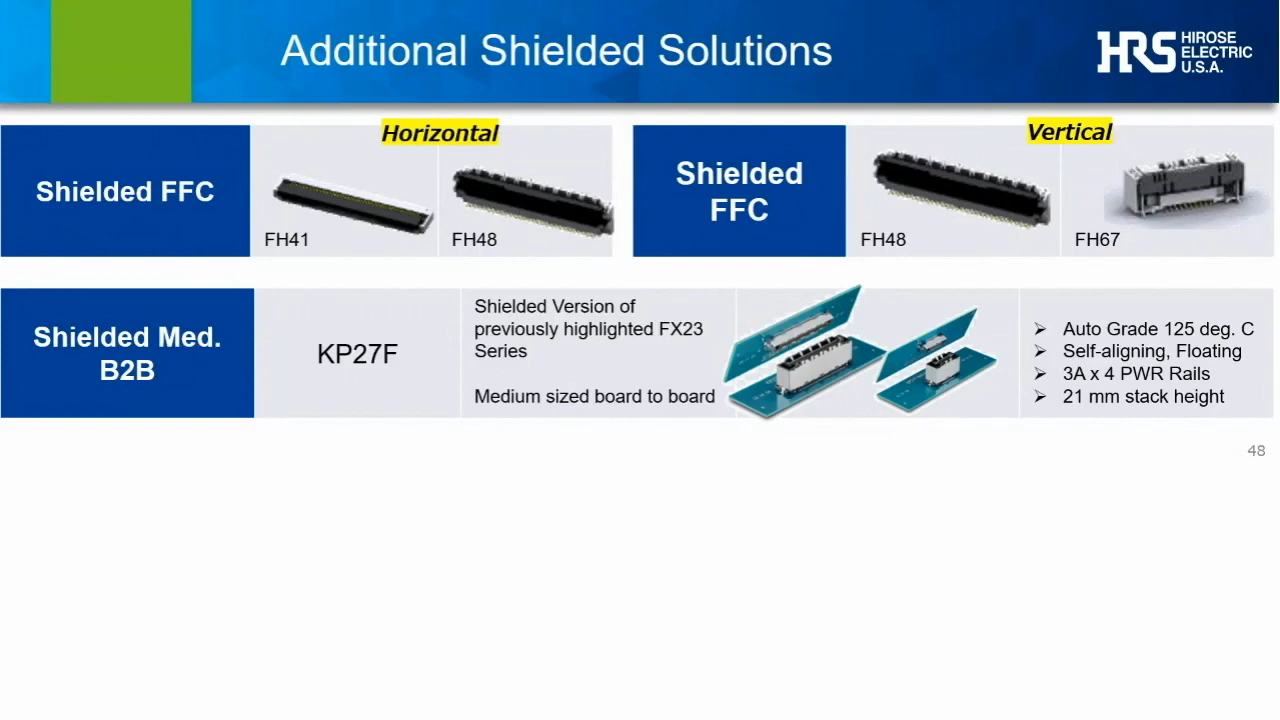 Additional Shielded Solutions
HRS
HIROSE
ELECTRIC
U.S.A.
Horizontal
Shielded FFC
FH41
FH48
Vertical
Shielded
FFC
FH48
FH67
Shielded Med.
B2B
KP27F
Shielded Version of
previously highlighted FX23
Series
Medium sized board to board
Auto Grade 125 deg. C
Self-aligning, Floating
3A x 4 PWR Rails
21 mm stack height
48